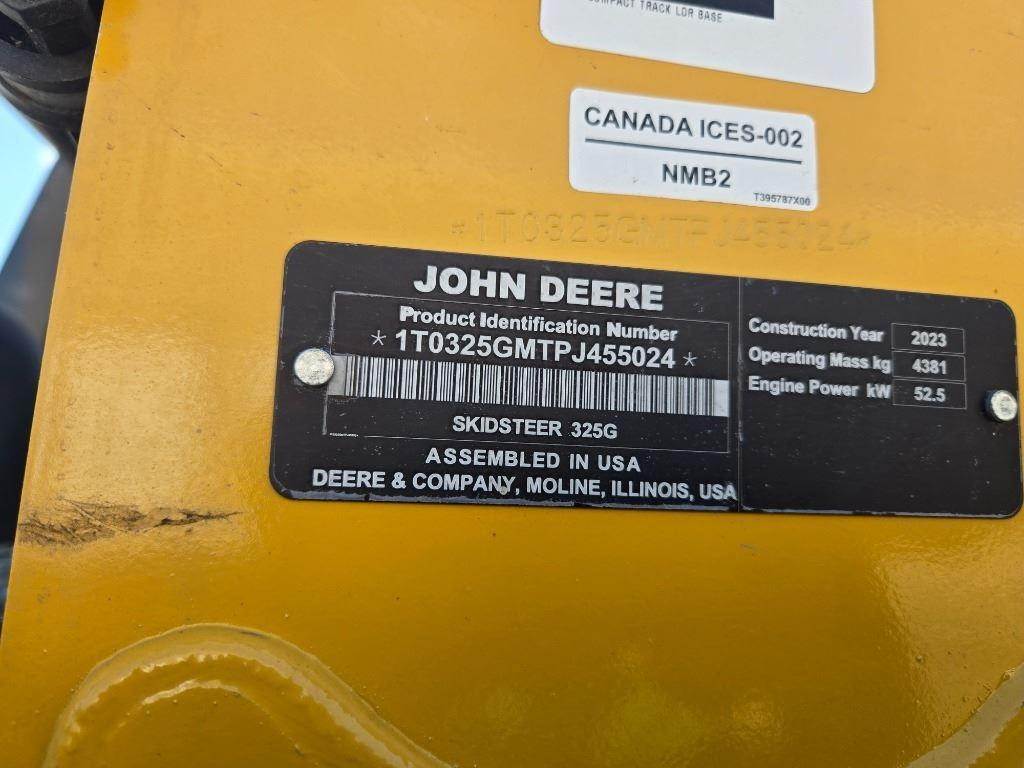 COMPACT TRACK LDR BASE
CANADA ICES-002
NMB2
T395787X00
*1T0325GMTPJ455024*
JOHN DEERE
Product Identification Number
* 1T0325GMTPJ455024 *
SKIDSTEER 325G
ASSEMBLED IN USA
DEERE & COMPANY, MOLINE, ILLINOIS, USA
Construction Year 2023
Operating Mass kg 4381
Engine Power kW 52.5